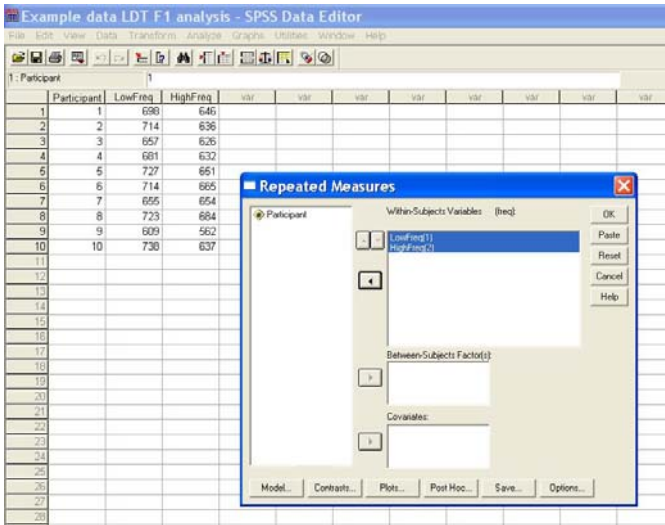 Example data LDT F1 analysis - SPSS Data Editor
File Edit View Data Transform Analyze Graphs Utilities Window Help
1 : Participant 1
Participant LowFreq HighFreq var var var var var var var var
1 1 698 646
2 2 714 636
3 3 657 626
4 4 681 632
5 5 727 651
6 6 714 665
7 7 655 654
8 8 723 684
9 9 609 562
10 10 738 637
11
12
13
14
15
16
17
18
19
20
21
22
23
24
25
26
27
28
Repeated Measures
Participant
Within-Subjects Variables (freq):
LowFreq(1)
HighFreq(2)
OK
Paste
Reset
Cancel
Help
Between-Subjects Factor(s):
Covariates:
Model... Contrasts... Plots... Post Hoc... Save... Options...